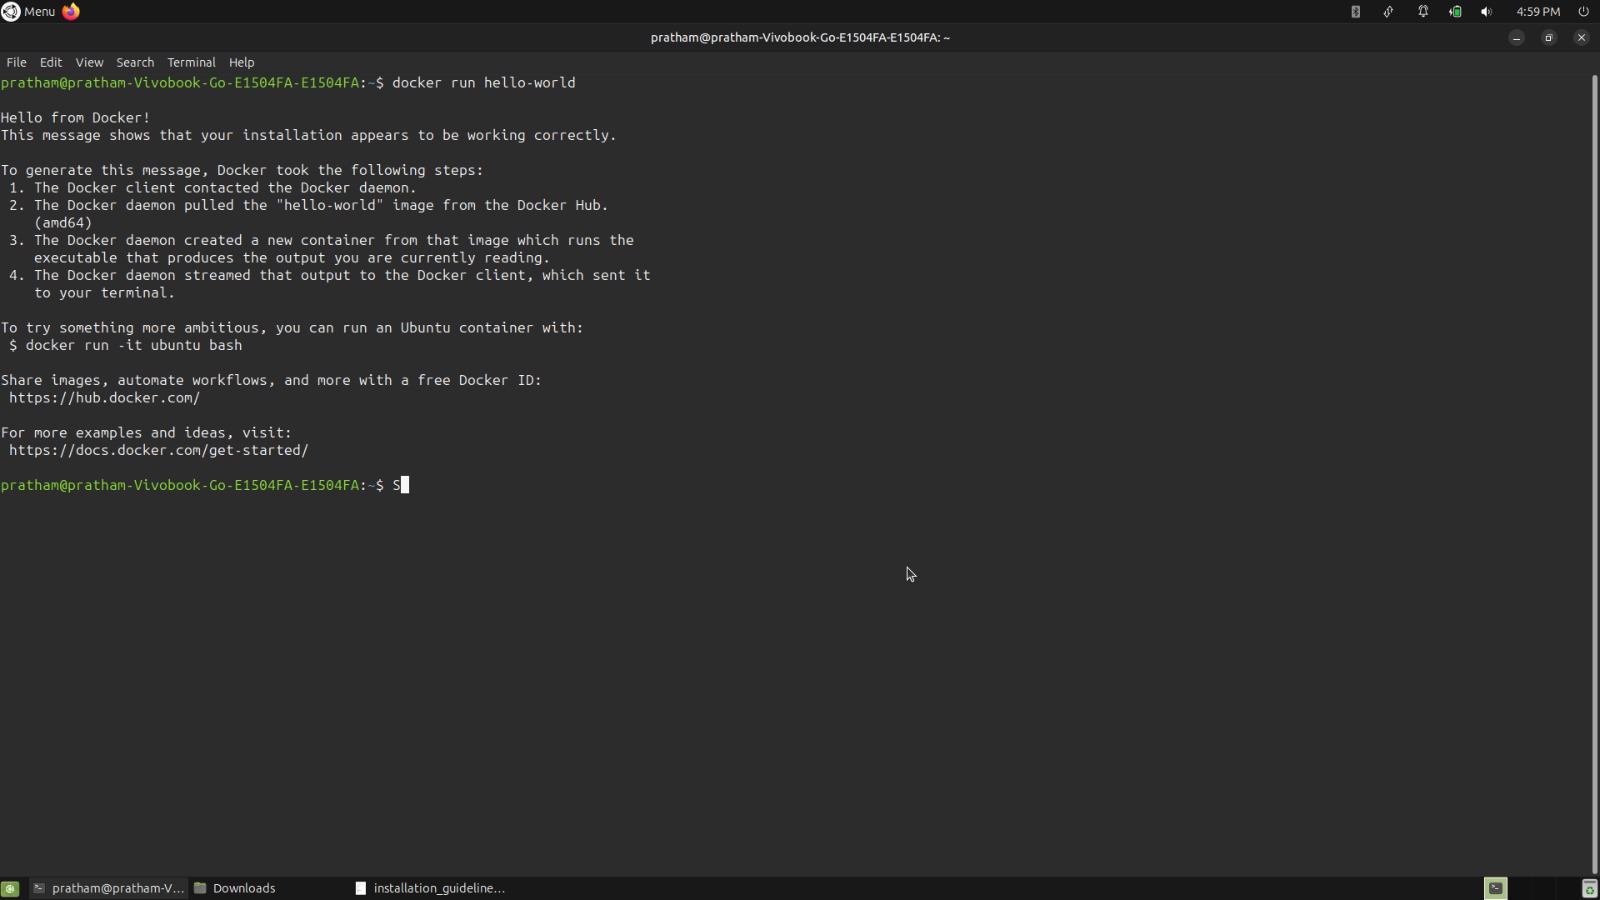 Menu
4:59 PM
pratham@pratham-Vivobook-Go-E1504FA-E1504FA: ~
File Edit View Search Terminal Help
pratham@pratham-Vivobook-Go-E1504FA-E1504FA:~$ docker run hello-world
Hello from Docker!
This message shows that your installation appears to be working correctly.
To generate this message, Docker took the following steps:
1. The Docker client contacted the Docker daemon.
2. The Docker daemon pulled the "hello-world" image from the Docker Hub.
(amd64)
3. The Docker daemon created a new container from that image which runs the
executable that produces the output you are currently reading.
4. The Docker daemon streamed that output to the Docker client, which sent it
to your terminal.
To try something more ambitious, you can run an Ubuntu container with:
$ docker run -it ubuntu bash
Share images, automate workflows, and more with a free Docker ID:
https://hub.docker.com/
For more examples and ideas, visit:
https://docs.docker.com/get-started/
pratham@pratham-Vivobook-Go-E1504FA-E1504FA:~$ S
pratham@pratham-V... Downloads installation_guideline...